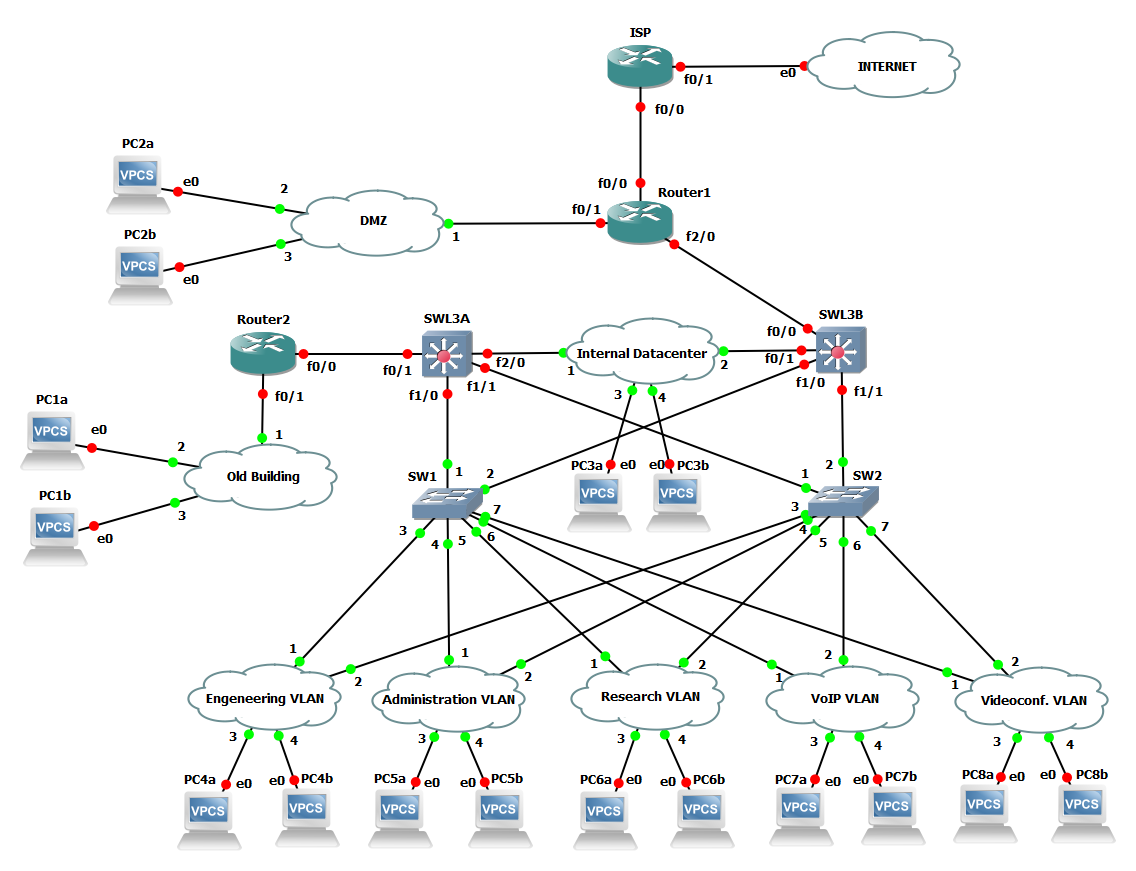 ISP
f0/1
e0
INTERNET
f0/0
PC2a
VPCS
e0
2
f0/0
Router1
f0/1
DMZ
1
f2/0
PC2b
VPCS
e0
3
Router2
f0/0
f0/1
SWL3A
f0/1
f2/0
f1/1
f1/0
Internal Datacenter
1
2
3
4
SWL3B
f0/0
f0/1
f1/0
f1/1
PC1a
VPCS
e0
2
1
Old Building
PC1b
VPCS
e0
3
PC3a
e0
VPCS
e0
PC3b
VPCS
SW1
1
2
3
4
5
6
7
SW2
1
2
3
4
5
6
7
1
2
Engeneering VLAN
3
4
1
2
Administration VLAN
3
4
1
2
Research VLAN
3
4
1
2
VoIP VLAN
3
4
1
2
Videoconf. VLAN
3
4
PC4a
e0
VPCS
e0
PC4b
VPCS
PC5a
e0
VPCS
e0
PC5b
VPCS
PC6a
e0
VPCS
e0
PC6b
VPCS
PC7a
e0
VPCS
e0
PC7b
VPCS
PC8a
e0
VPCS
e0
PC8b
VPCS